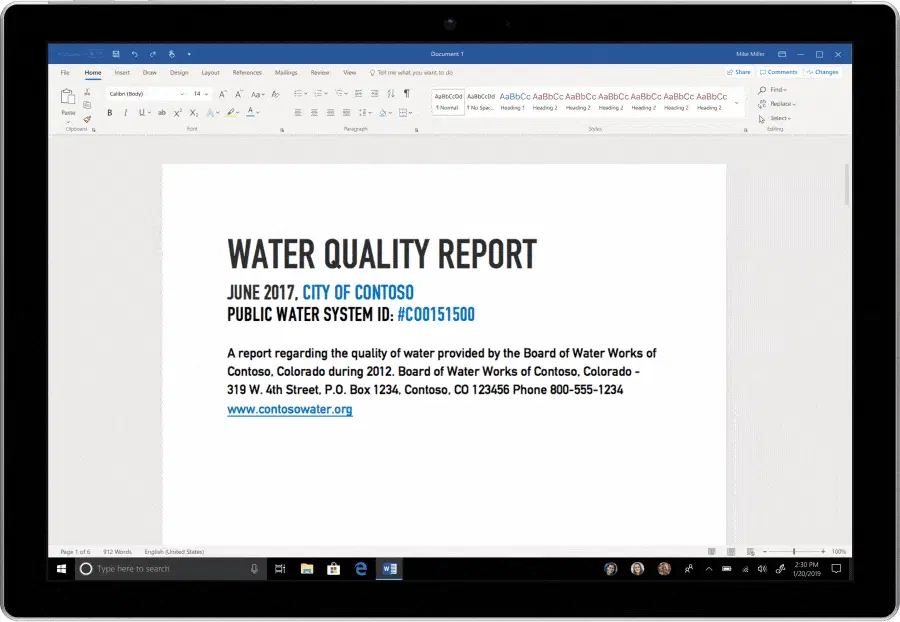 Document 1
Mike Miller
File Home Insert Draw Design Layout References Mailings Review View Tell me what you want to do
Share Comments Changes
Calibri (Body) 14
AaBbCcDd AaBbCcDd AaBbCc AaBbCc AaBbCc AaBbCc AaBbCc AaBbCc AaBbCc
¶ Normal ¶ No Spac... Heading 1 Heading 2 Heading 2 Heading 2 Heading 2 Heading 2 Heading 2
Find
Replace
Select
Paste
Clipboard Font Paragraph Styles Editing
WATER QUALITY REPORT
JUNE 2017, CITY OF CONTOSO
PUBLIC WATER SYSTEM ID: #CO0151500
A report regarding the quality of water provided by the Board of Water Works of
Contoso, Colorado during 2012. Board of Water Works of Contoso, Colorado -
319 W. 4th Street, P.O. Box 1234, Contoso, CO 123456 Phone 800-555-1234
www.contosowater.org
Page 1 of 6 912 Words English (United States) 100%
Type here to search
2:30 PM
1/20/2019